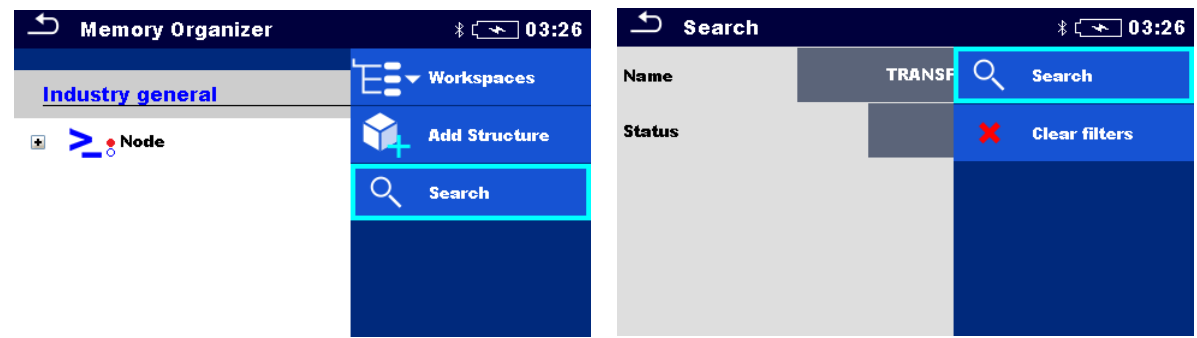 Memory Organizer
03:26
Workspaces
Industry general
Add Structure
Node
Search
Search
03:26
Name
TRANSF
Search
Status
Clear filters